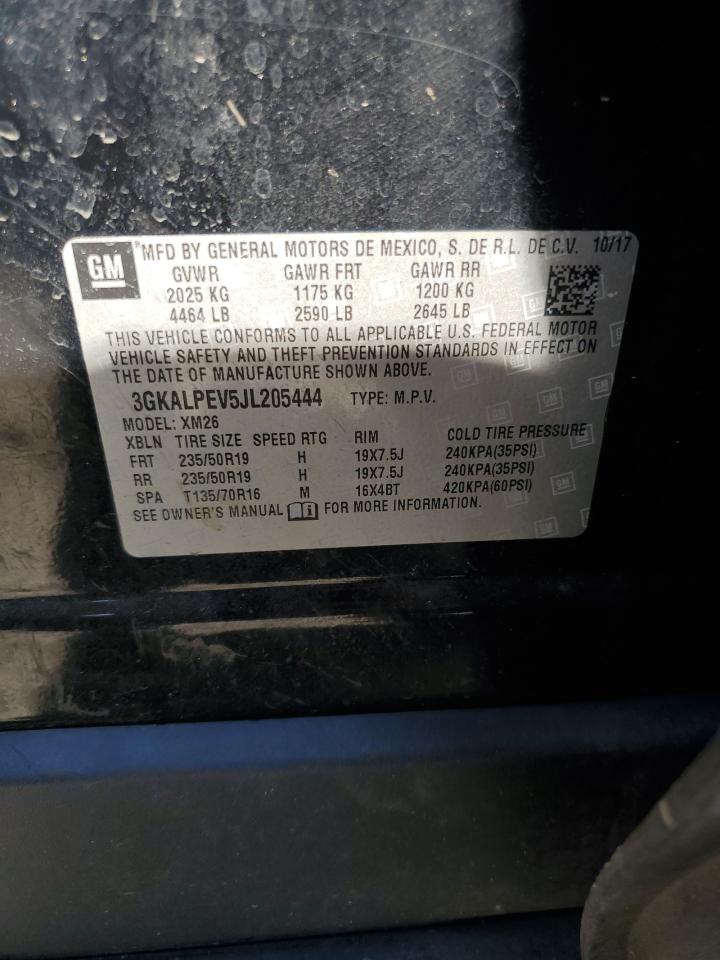 GM
*MFD BY GENERAL MOTORS DE MEXICO, S. DE R.L. DE C.V. 10/17
GVWR GAWR FRT GAWR RR
2025 KG 1175 KG 1200 KG
4464 LB 2590 LB 2645 LB
THIS VEHICLE CONFORMS TO ALL APPLICABLE U.S. FEDERAL MOTOR
VEHICLE SAFETY AND THEFT PREVENTION STANDARDS IN EFFECT ON
THE DATE OF MANUFACTURE SHOWN ABOVE.
3GKALPEV5JL205444 TYPE: M.P.V.
MODEL: XM26
XBLN TIRE SIZE SPEED RTG RIM COLD TIRE PRESSURE
FRT 235/50R19 H 19X7.5J 240KPA(35PSI)
RR 235/50R19 H 19X7.5J 240KPA(35PSI)
SPA T135/70R16 M 16X4BT 420KPA(60PSI)
SEE OWNER'S MANUAL i FOR MORE INFORMATION.